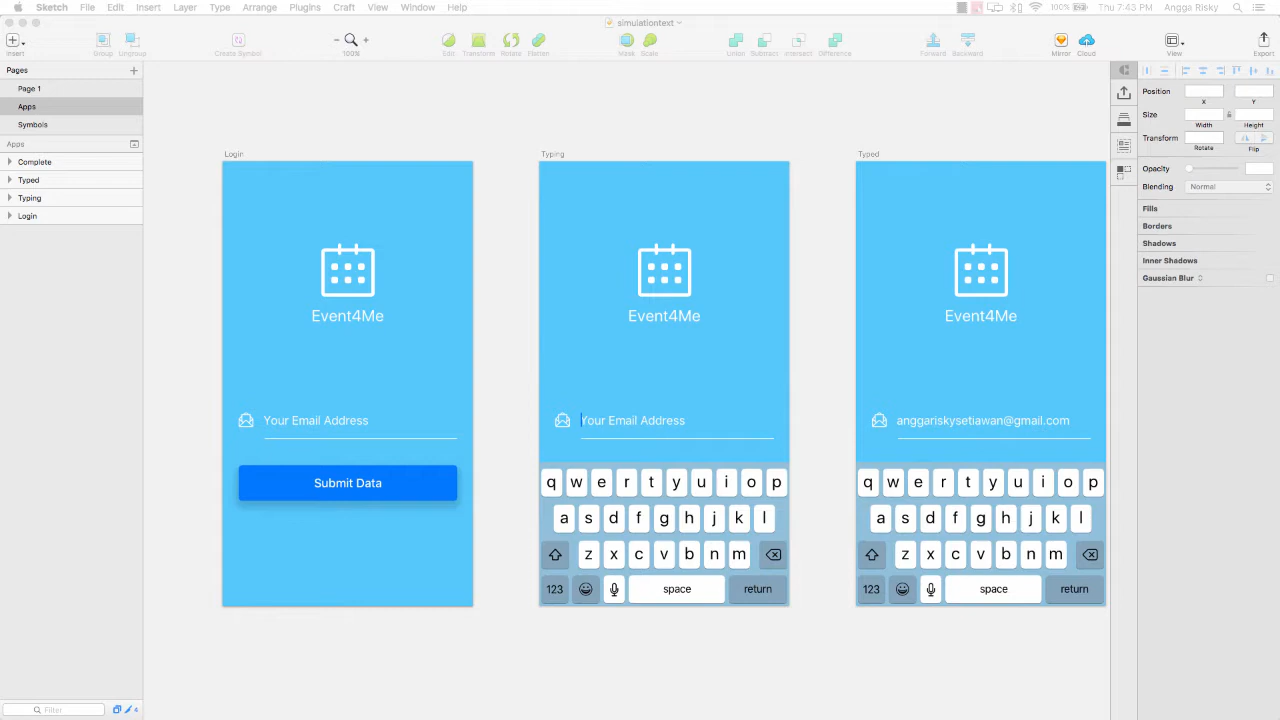 Sketch File Edit Insert Layer Type Arrange Plugins Craft View Window Help 100% Thu 7:43 PM Angga Risky
simulationtext
Insert Group Ungroup Create Symbol 100% Edit Transform Rotate Flatten Mask Scale Union Subtract Intersect Difference Forward Backward Mirror Cloud View Export
Pages
Page 1
Apps
Symbols
Apps
Complete
Typed
Typing
Login
Filter
4
Login
Event4Me
Your Email Address
Submit Data
Typing
Event4Me
Your Email Address
q w e r t y u i o p
a s d f g h j k l
z x c v b n m
123 space return
Typed
Event4Me
anggariskysetiawan@gmail.com
q w e r t y u i o p
a s d f g h j k l
z x c v b n m
123 space return
Position
X Y
Size
Width Height
Transform
Rotate Flip
Opacity
Blending Normal
Fills
Borders
Shadows
Inner Shadows
Gaussian Blur